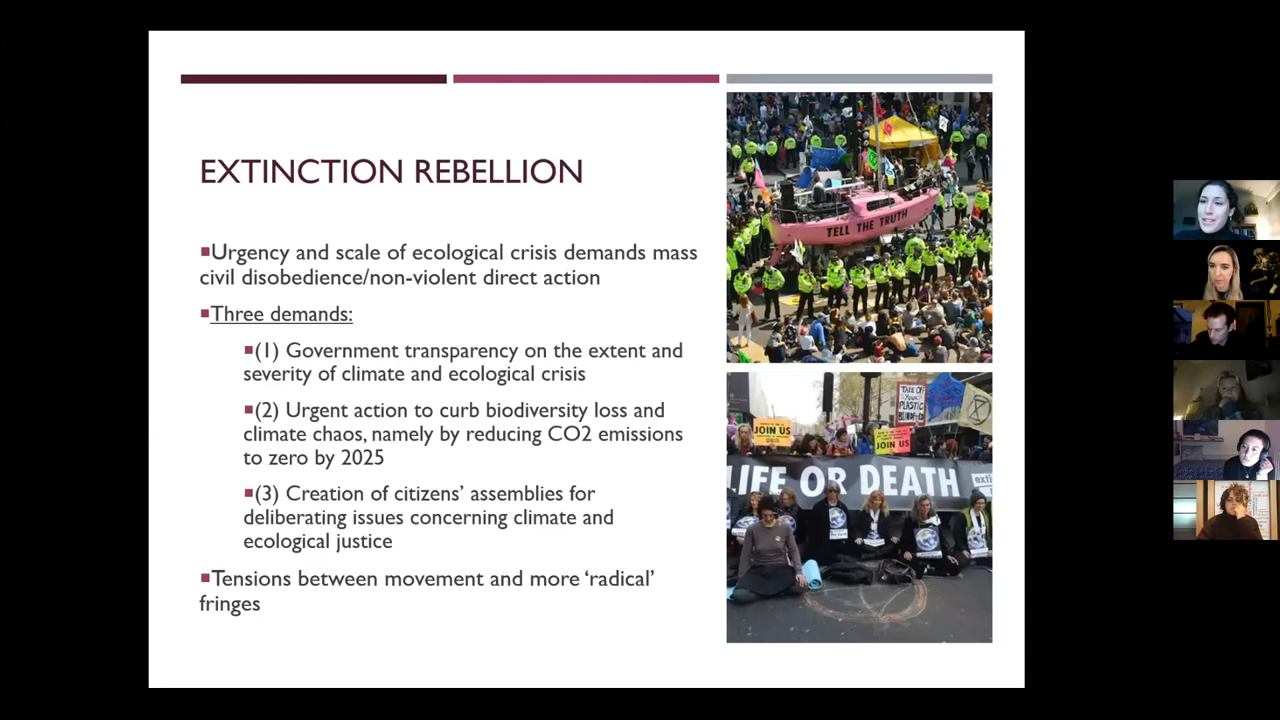 EXTINCTION REBELLION
Urgency and scale of ecological crisis demands mass
civil disobedience/non-violent direct action
Three demands:
(1) Government transparency on the extent and
severity of climate and ecological crisis
(2) Urgent action to curb biodiversity loss and
climate chaos, namely by reducing CO2 emissions
to zero by 2025
(3) Creation of citizens’ assemblies for
deliberating issues concerning climate and
ecological justice
Tensions between movement and more ‘radical’
fringes
TELL THE TRUTH
TAKE OFF
YOUR
PLASTIC
JOIN US
JOIN US
LIFE OR DEATH